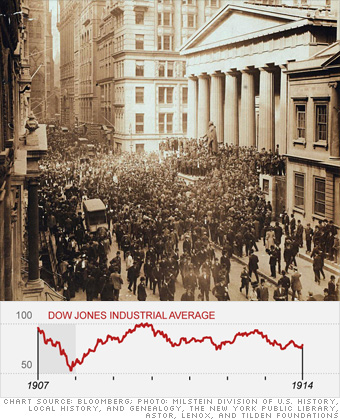 100
DOW JONES INDUSTRIAL AVERAGE
50
1907
1914
CHART SOURCE: BLOOMBERG; PHOTO: MILSTEIN DIVISION OF U.S. HISTORY,
LOCAL HISTORY, AND GENEALOGY, THE NEW YORK PUBLIC LIBRARY,
ASTOR, LENOX, AND TILDEN FOUNDATIONS